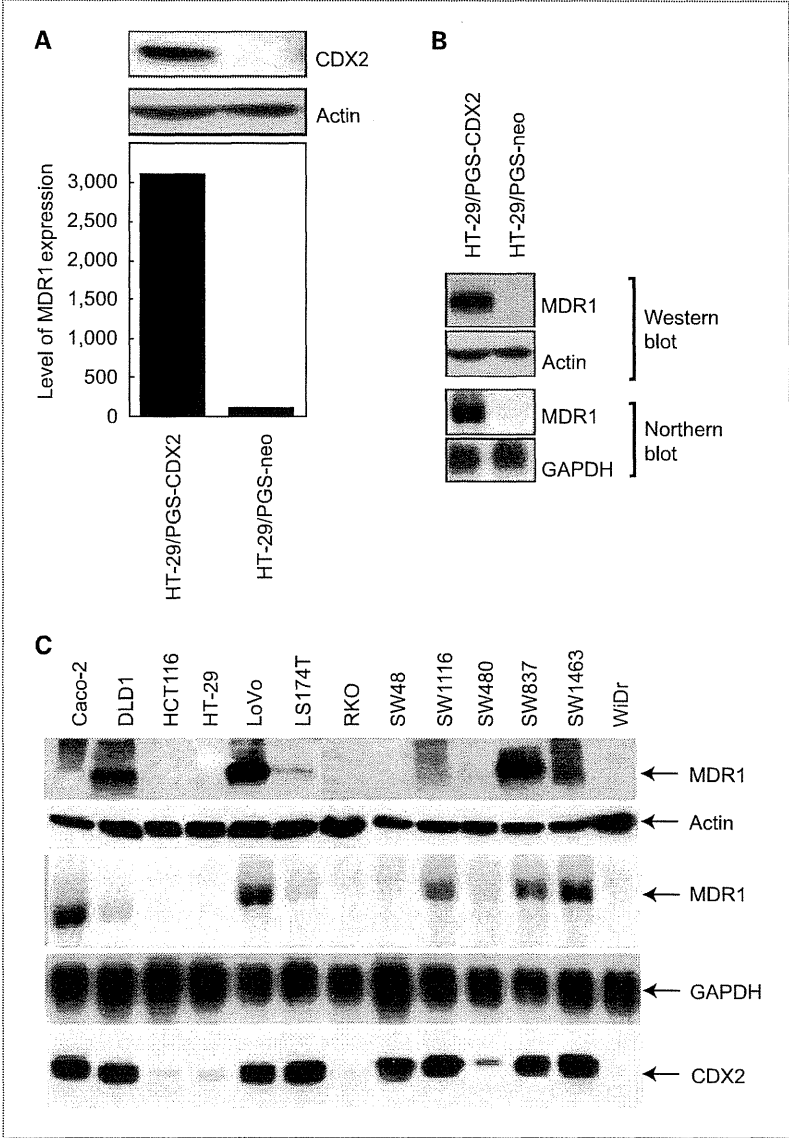 A
CDX2
Actin
Level of MDR1 expression
3,000
2,500
2,000
1,500
1,000
500
0
HT-29/PGS-CDX2
HT-29/PGS-neo
B
HT-29/PGS-CDX2
HT-29/PGS-neo
MDR1
Actin
Western
blot
MDR1
GAPDH
Northern
blot
C
Caco-2
DLD1
HCT116
HT-29
LoVo
LS174T
RKO
SW48
SW1116
SW480
SW837
SW1463
WiDr
MDR1
Actin
MDR1
GAPDH
CDX2